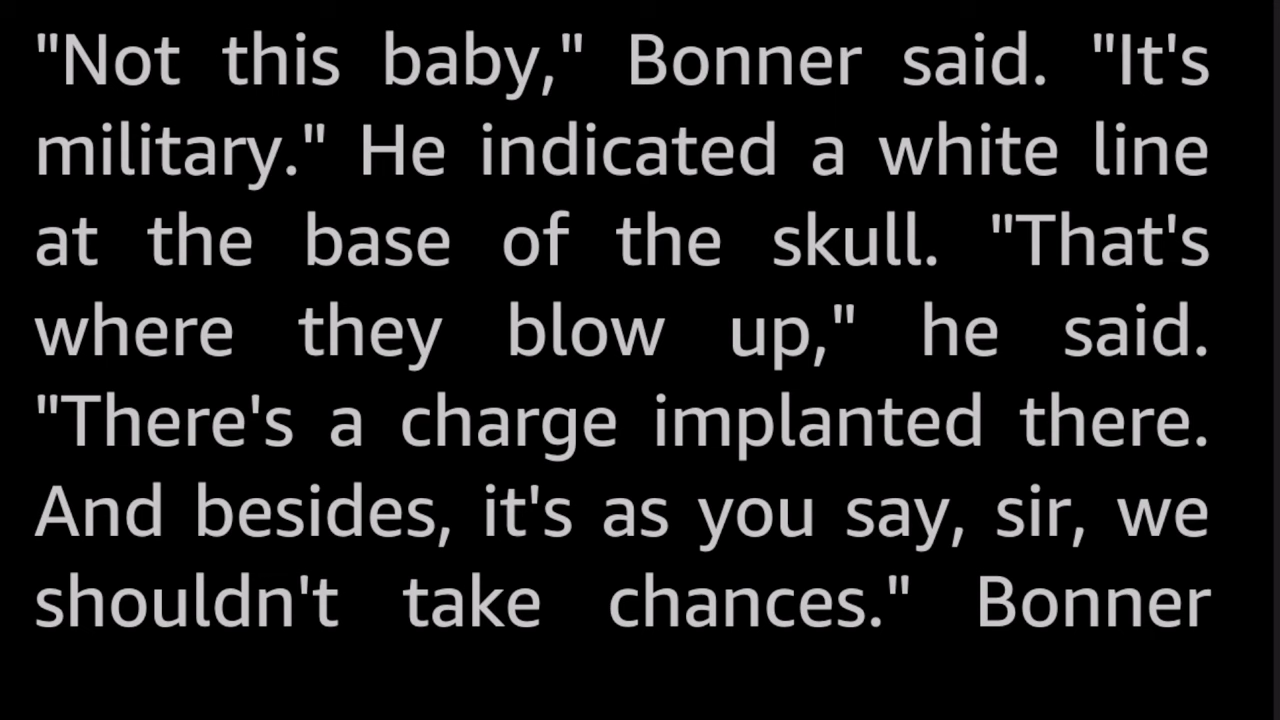 "Not this baby," Bonner said. "It's
military." He indicated a white line
at the base of the skull. "That's
where they blow up," he said.
"There's a charge implanted there.
And besides, it's as you say, sir, we
shouldn't take chances." Bonner